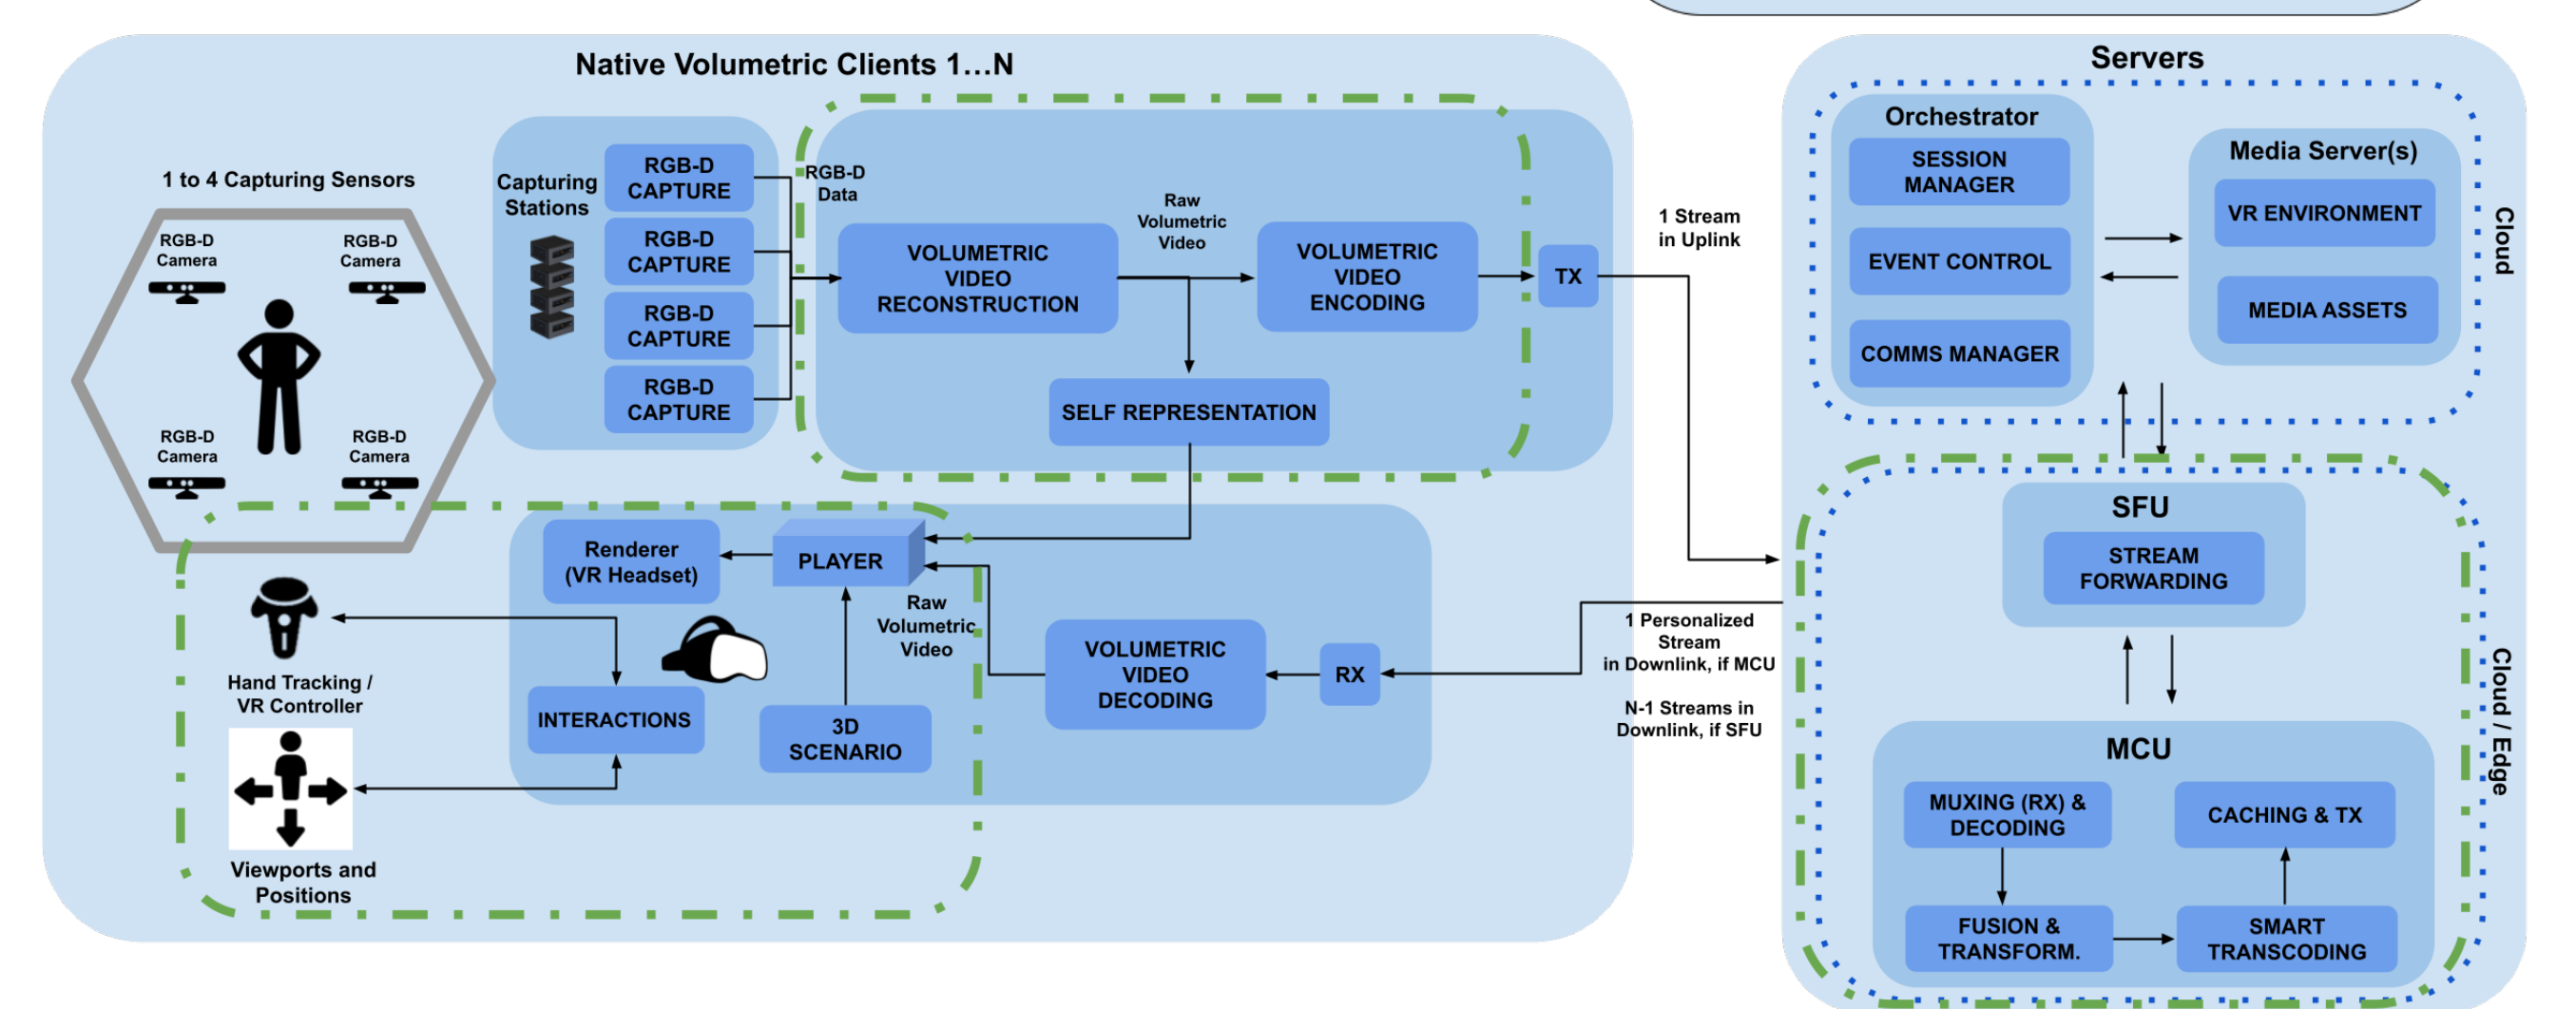 Native Volumetric Clients 1...N
1 to 4 Capturing Sensors
RGB-D
Camera
RGB-D
Camera
RGB-D
Camera
RGB-D
Camera
Capturing
Stations
RGB-D
CAPTURE
RGB-D
CAPTURE
RGB-D
CAPTURE
RGB-D
CAPTURE
RGB-D
Data
VOLUMETRIC
VIDEO
RECONSTRUCTION
Raw
Volumetric
Video
VOLUMETRIC
VIDEO
ENCODING
TX
SELF REPRESENTATION
Renderer
(VR Headset)
PLAYER
Raw
Volumetric
Video
VOLUMETRIC
VIDEO
DECODING
RX
INTERACTIONS
3D
SCENARIO
Hand Tracking /
VR Controller
Viewports and
Positions
1 Stream
in Uplink
1 Personalized
Stream
in Downlink, if MCU
N-1 Streams in
Downlink, if SFU
Servers
Orchestrator
SESSION
MANAGER
EVENT CONTROL
COMMS MANAGER
Media Server(s)
VR ENVIRONMENT
MEDIA ASSETS
Cloud
SFU
STREAM
FORWARDING
MCU
MUXING (RX) &
DECODING
CACHING & TX
FUSION &
TRANSFORM.
SMART
TRANSCODING
Cloud / Edge